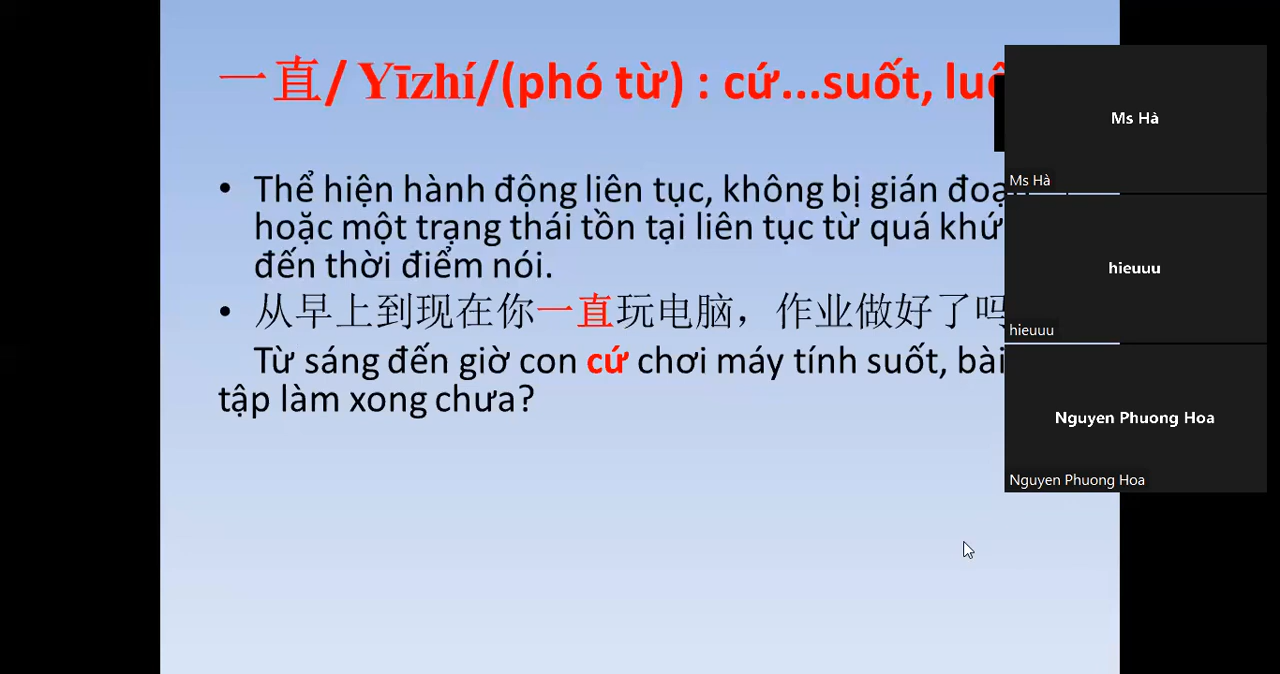 一直/ Yīzhí/(phó từ) : cứ...suốt, luô
• Thể hiện hành động liên tục, không bị gián đoạn
hoặc một trạng thái tồn tại liên tục từ quá khứ
đến thời điểm nói.
• 从早上到现在你一直玩电脑，作业做好了吗
Từ sáng đến giờ con cứ chơi máy tính suốt, bài
tập làm xong chưa?
Ms Hà
Ms Hà
hieuuu
hieuuu
Nguyen Phuong Hoa
Nguyen Phuong Hoa